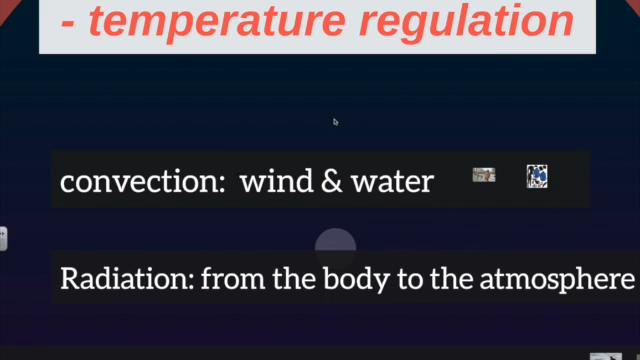 - temperature regulation
convection: wind & water
Radiation: from the body to the atmosphere